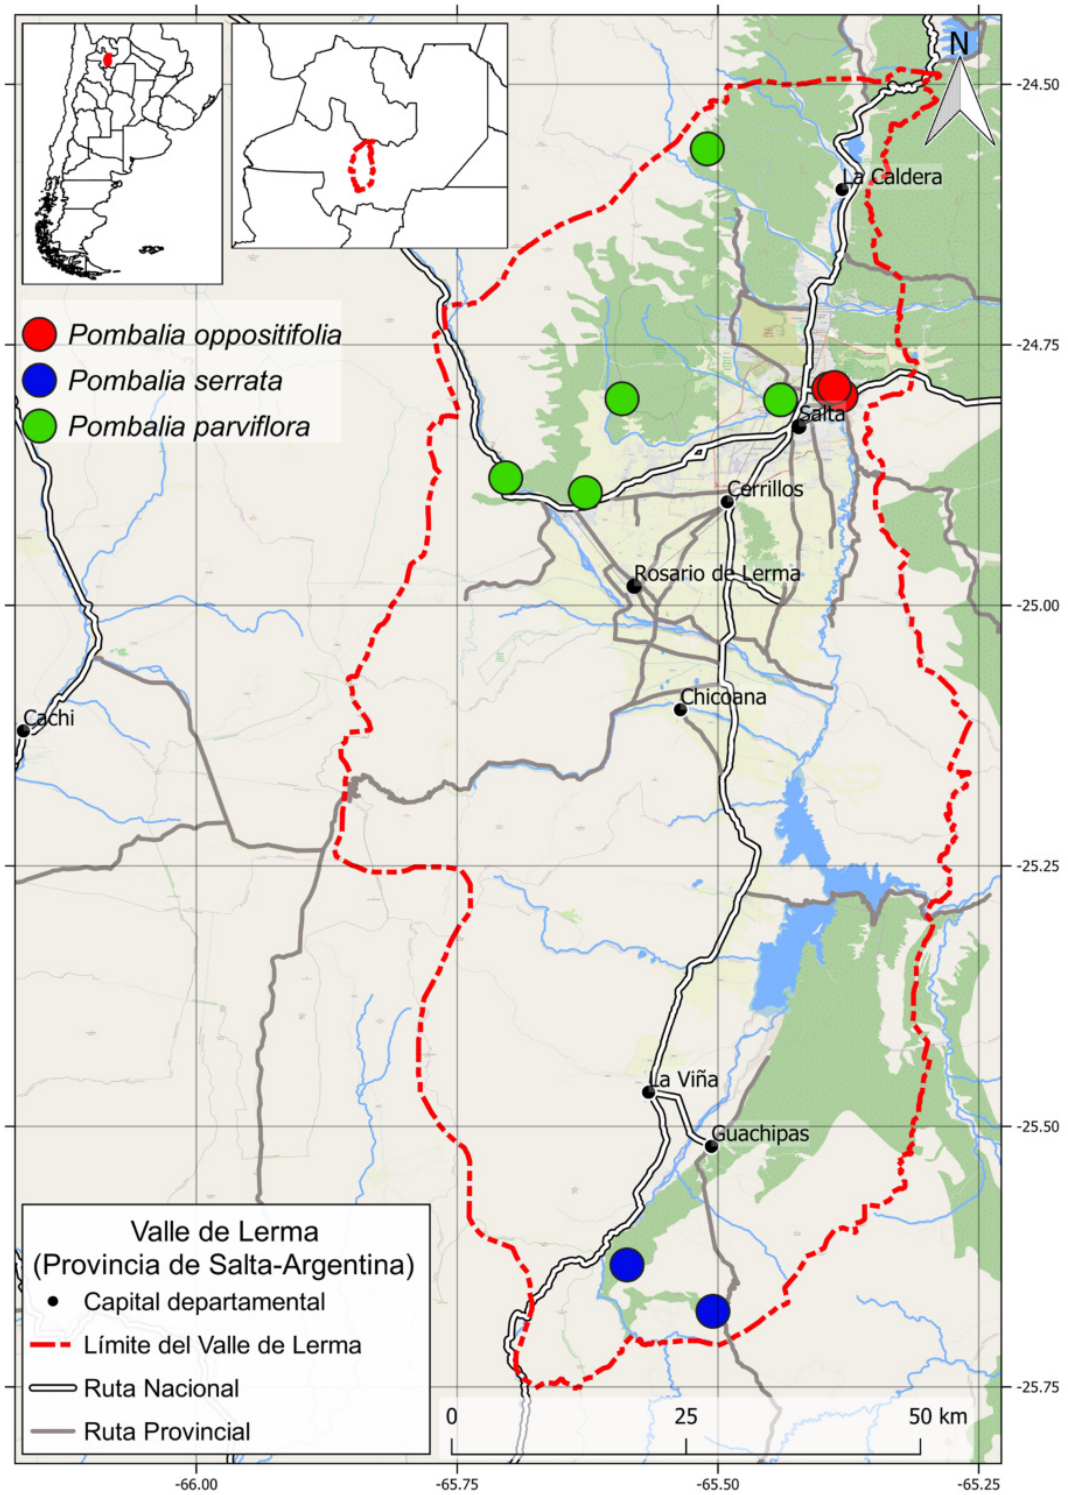 N
-24.50
La Caldera
Pombalia oppositifolia
-24.75
Pombalia serrata
Pombalia parviflora
Salta
Cerrillos
Rosario de Lerma
-25.00
Chicoana
Cachi
-25.25
La Viña
Guachipas
-25.50
Valle de Lerma
(Provincia de Salta-Argentina)
Capital departamental
Límite del Valle de Lerma
Ruta Nacional
-25.75
0 25 50 km
Ruta Provincial
-66.00 -65.75 -65.50 -65.25